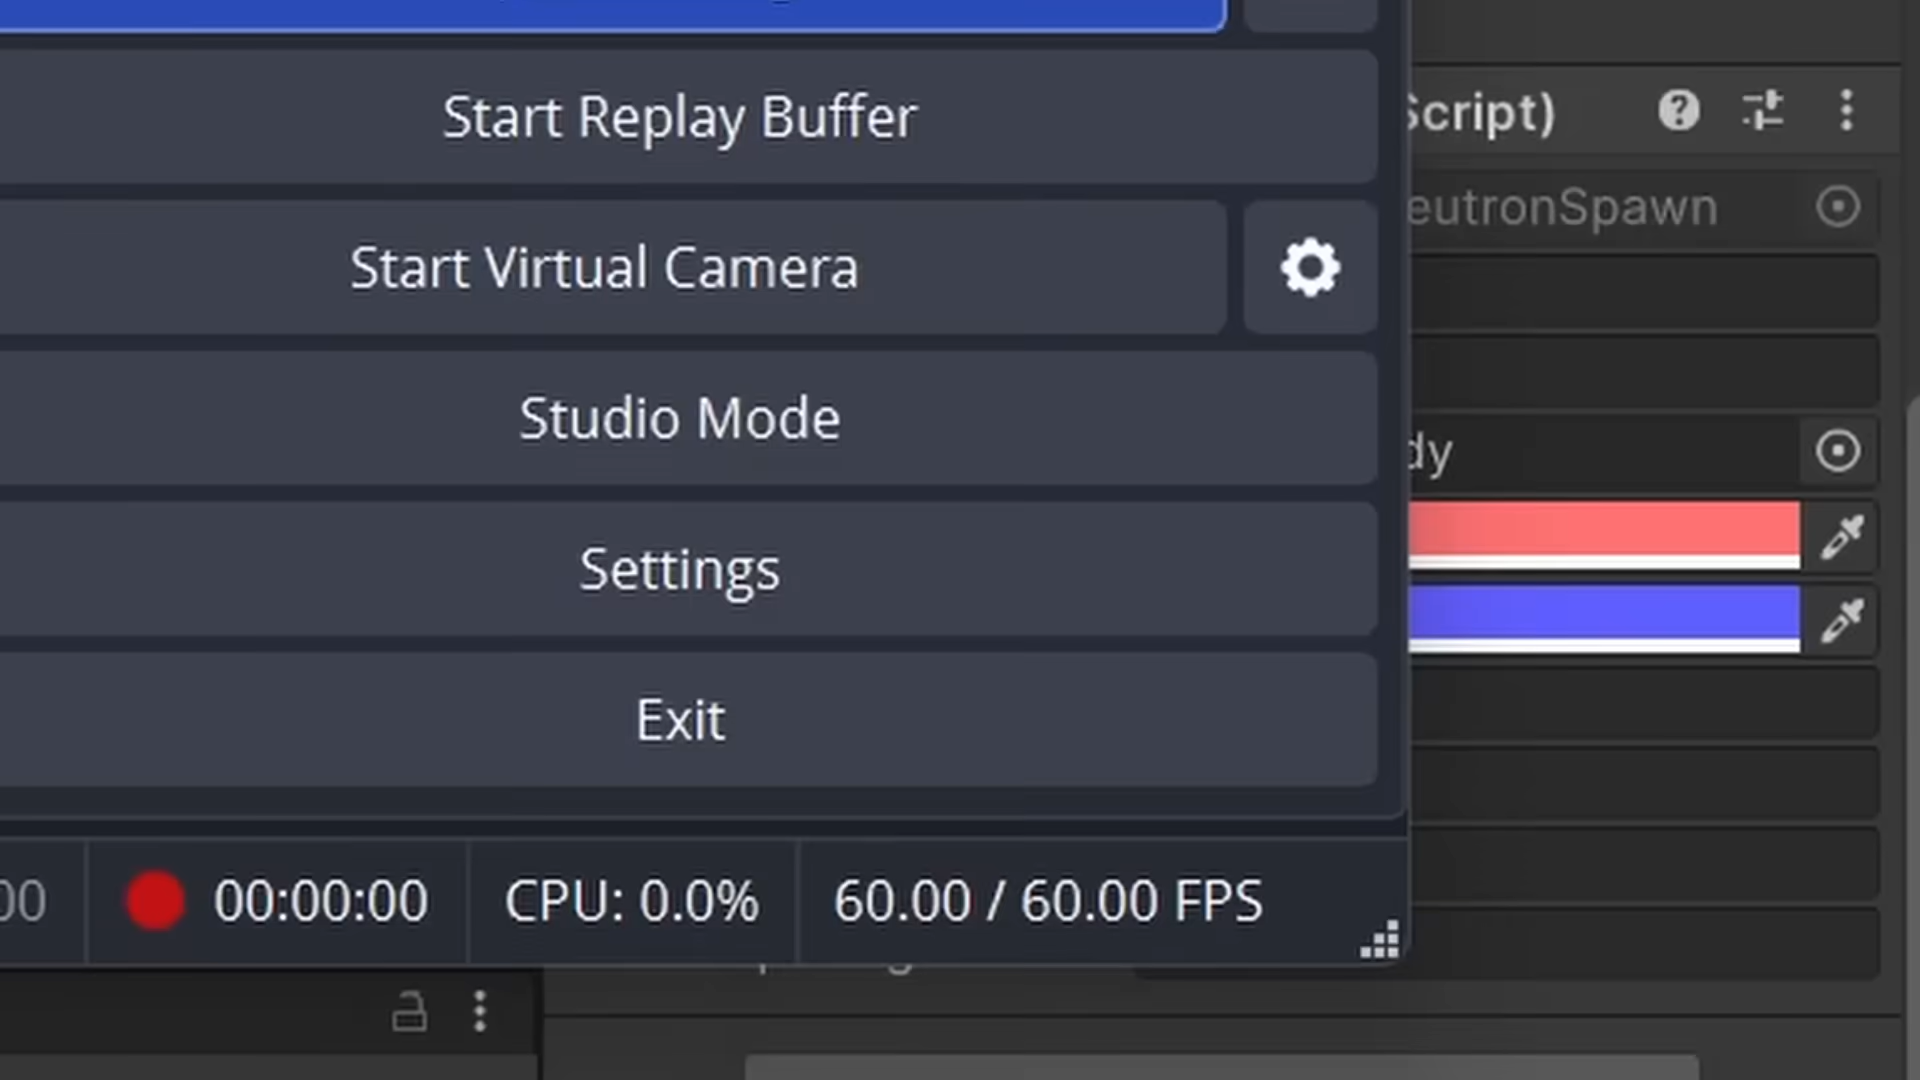 Start Replay Buffer
Script)
eutronSpawn
Start Virtual Camera
Studio Mode
dy
Settings
Exit
00
00:00:00
CPU: 0.0%
60.00 / 60.00 FPS